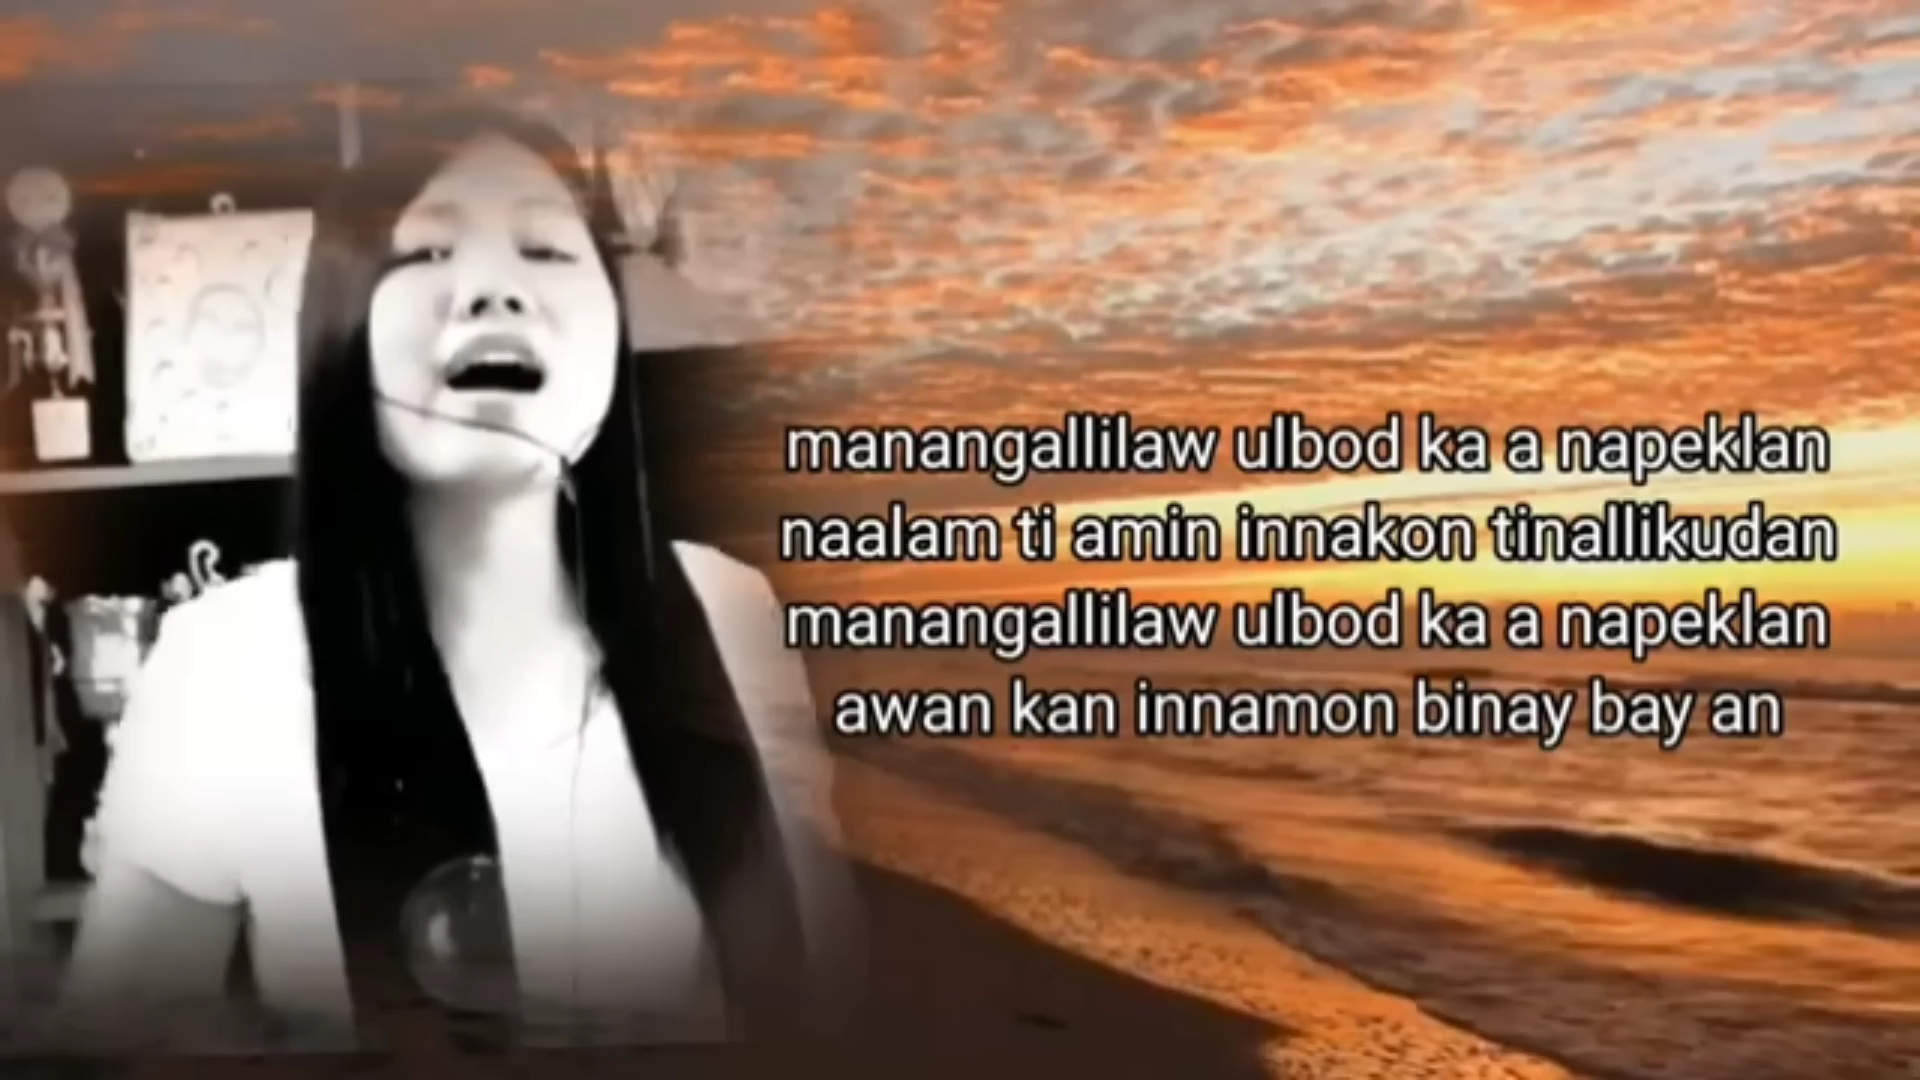 manangallilaw ulbod ka a napeklan
naalam ti amin innakon tinallikudan
manangallilaw ulbod ka a napeklan
awan kan innamon binay bay an